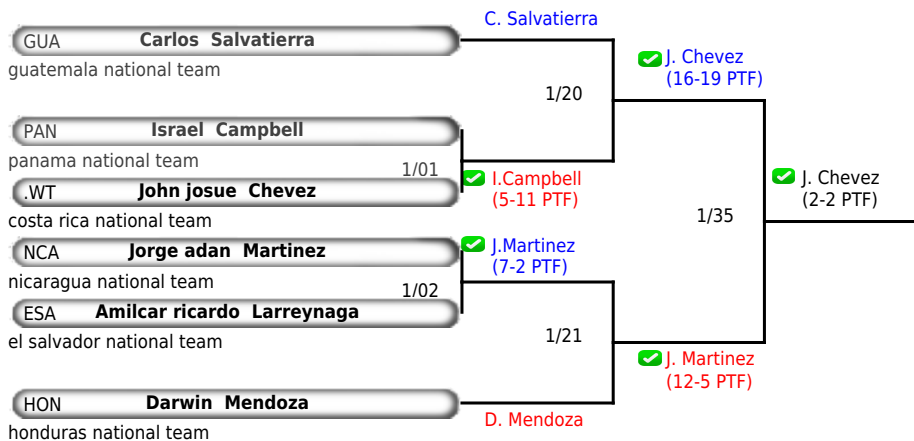 C. Salvatierra
GUA Carlos Salvatierra
guatemala national team
J. Chevez
(16-19 PTF)
1/20
PAN Israel Campbell
panama national team
1/01
I.Campbell
(5-11 PTF)
.WT John josue Chevez
costa rica national team
J. Chevez
(2-2 PTF)
1/35
NCA Jorge adan Martinez
nicaragua national team
J.Martinez
(7-2 PTF)
1/02
ESA Amilcar ricardo Larreynaga
el salvador national team
1/21
J. Martinez
(12-5 PTF)
HON Darwin Mendoza
honduras national team
D. Mendoza